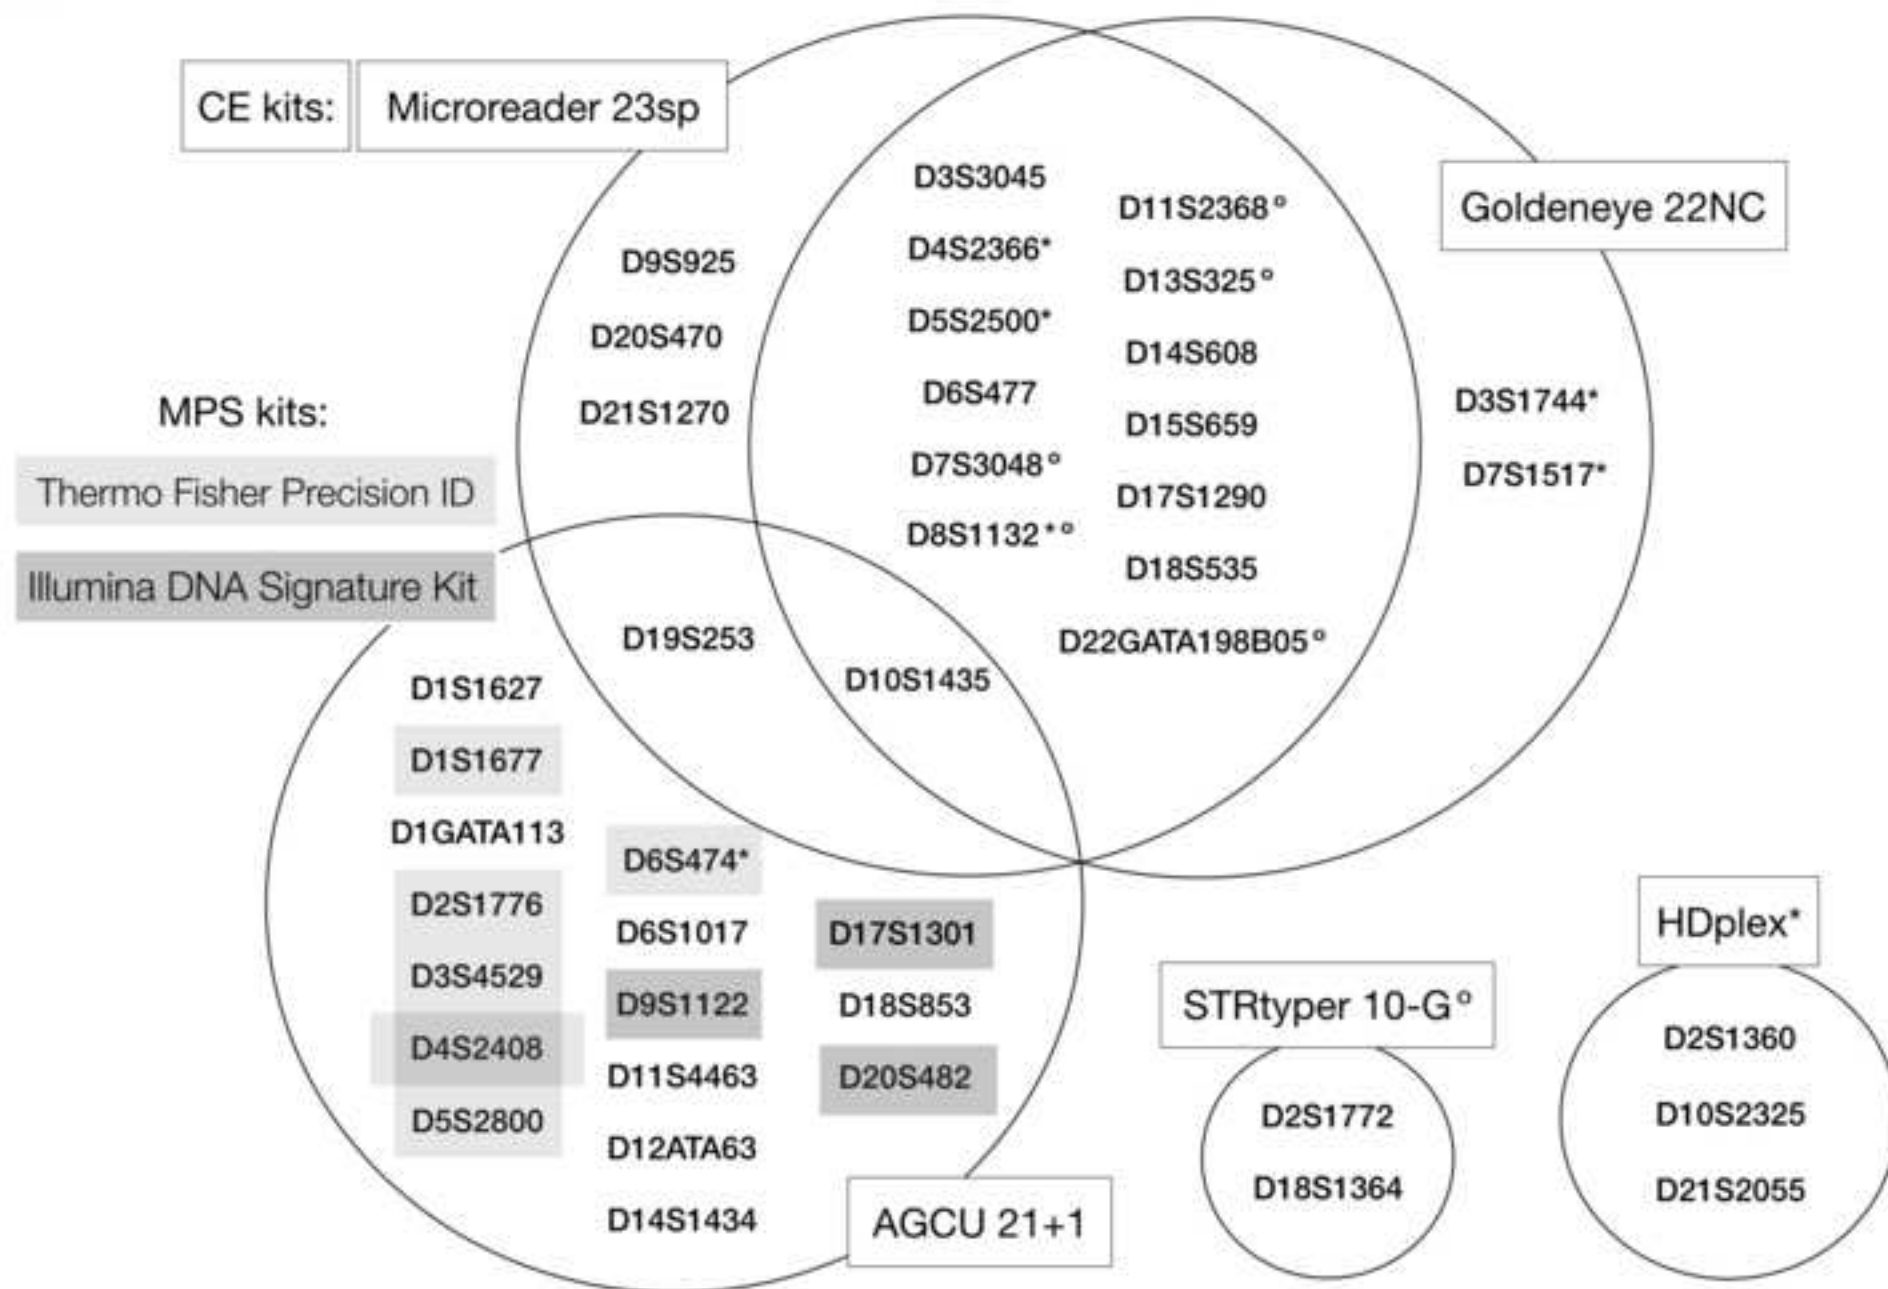 CE kits:
Microreader 23sp
Goldeneye 22NC
D9S925
D20S470
D21S1270
D3S3045
D4S2366*
D5S2500*
D6S477
D7S3048°
D8S1132*°
D11S2368°
D13S325°
D14S608
D15S659
D17S1290
D18S535
D22GATA198B05°
D3S1744*
D7S1517*
MPS kits:
Thermo Fisher Precision ID
Illumina DNA Signature Kit
D19S253
D10S1435
D1S1627
D1S1677
D1GATA113
D2S1776
D3S4529
D4S2408
D5S2800
D6S474*
D6S1017
D9S1122
D11S4463
D12ATA63
D14S1434
D17S1301
D18S853
D20S482
AGCU 21+1
STRtyper 10-G°
D2S1772
D18S1364
HDplex*
D2S1360
D10S2325
D21S2055